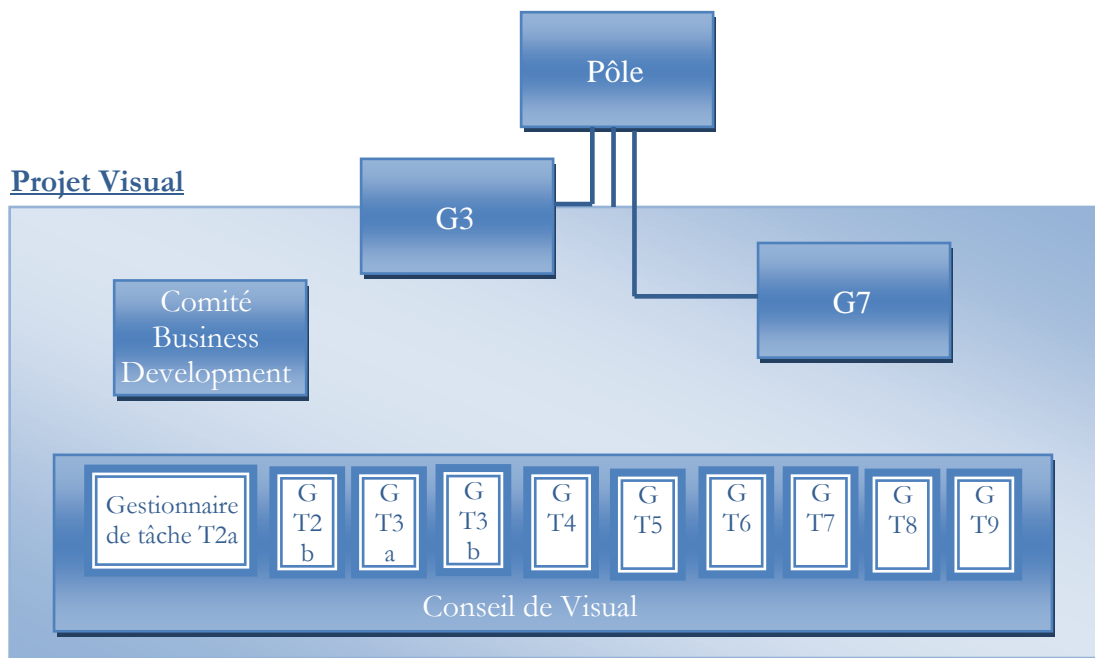 Pôle
Projet Visual
G3
G7
Comité
Business
Development
Gestionnaire
de tâche T2a
G
T2
b
G
T3
a
G
T3
b
G
T4
G
T5
G
T6
G
T7
G
T8
G
T9
Conseil de Visual